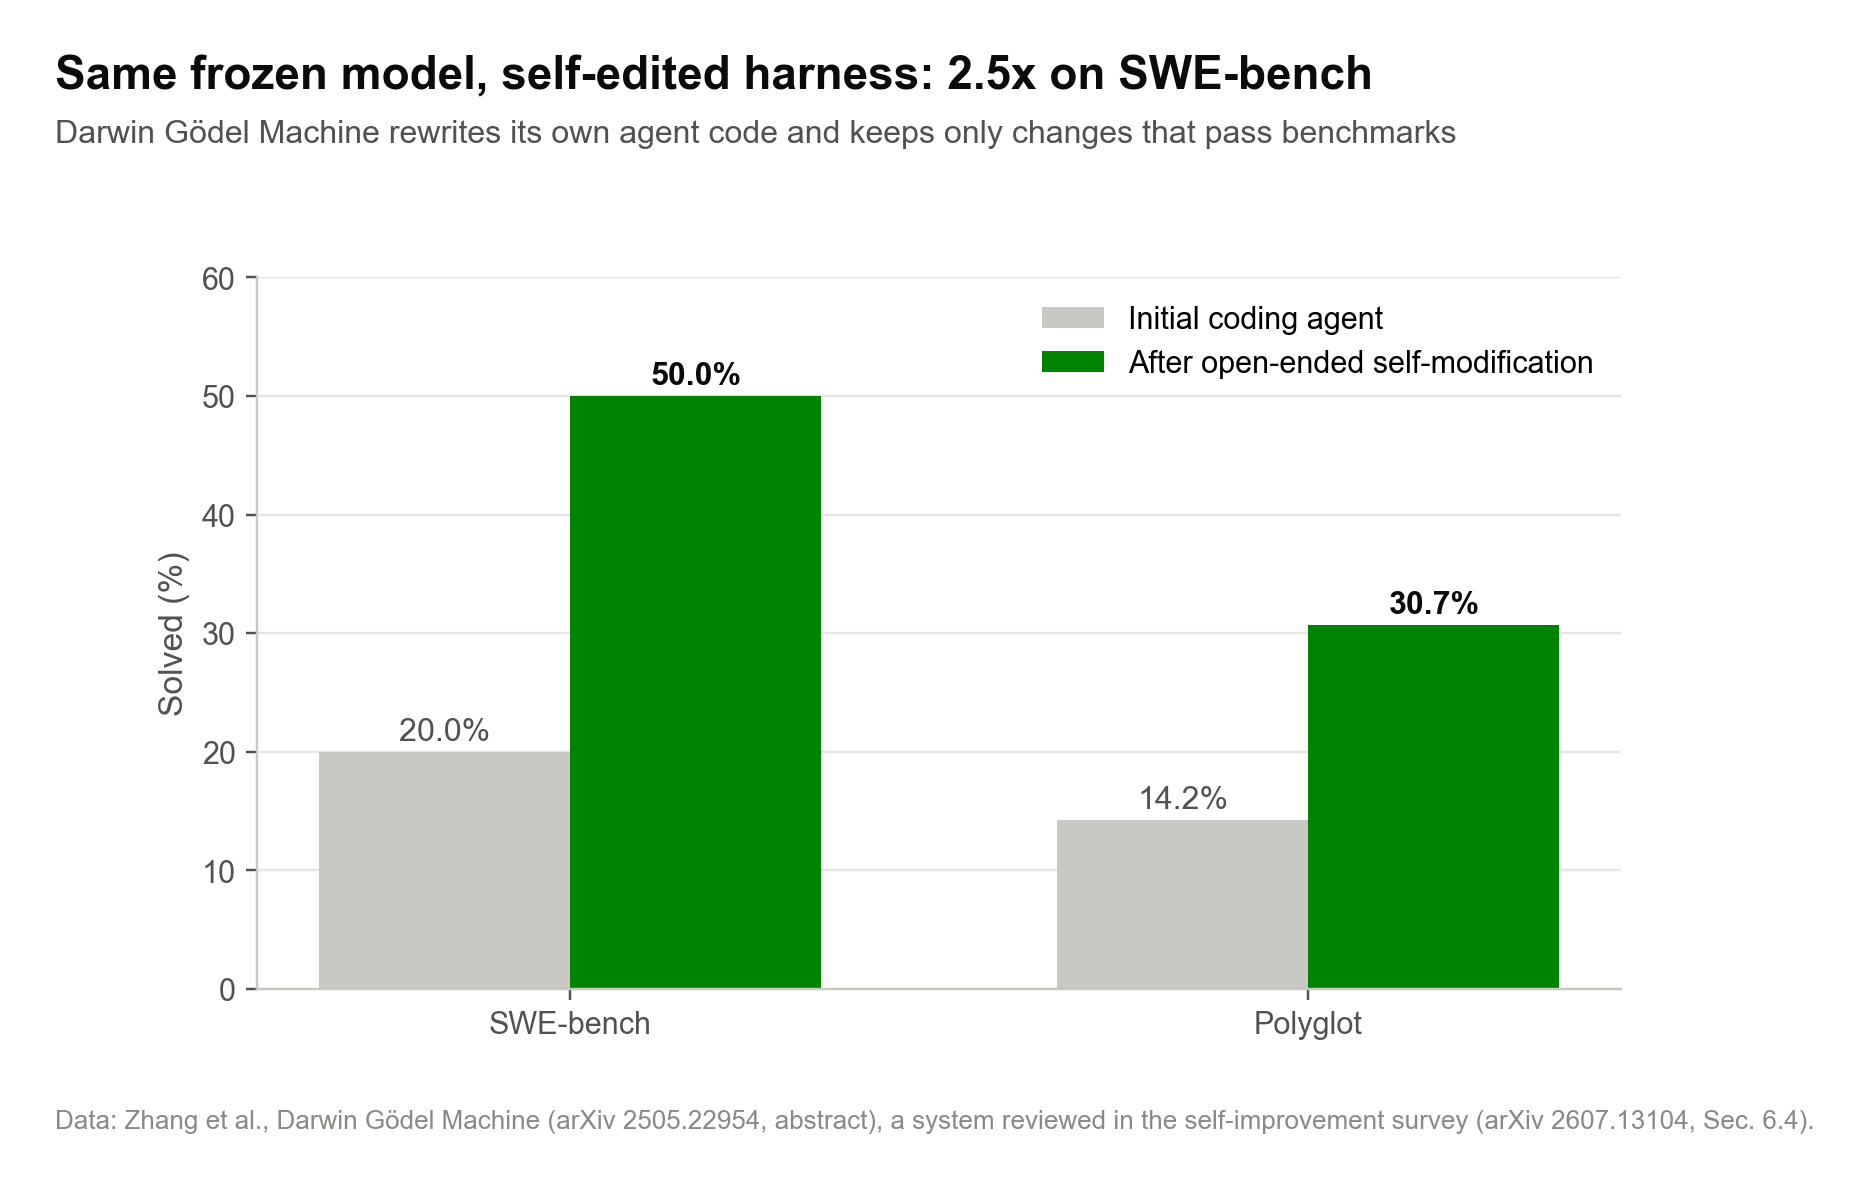 Same frozen model, self-edited harness: 2.5x on SWE-bench
Darwin Gödel Machine rewrites its own agent code and keeps only changes that pass benchmarks
60
50
40
30
20
10
0
Solved (%)
Initial coding agent
After open-ended self-modification
20.0%
50.0%
14.2%
30.7%
SWE-bench
Polyglot
Data: Zhang et al., Darwin Gödel Machine (arXiv 2505.22954, abstract), a system reviewed in the self-improvement survey (arXiv 2607.13104, Sec. 6.4).